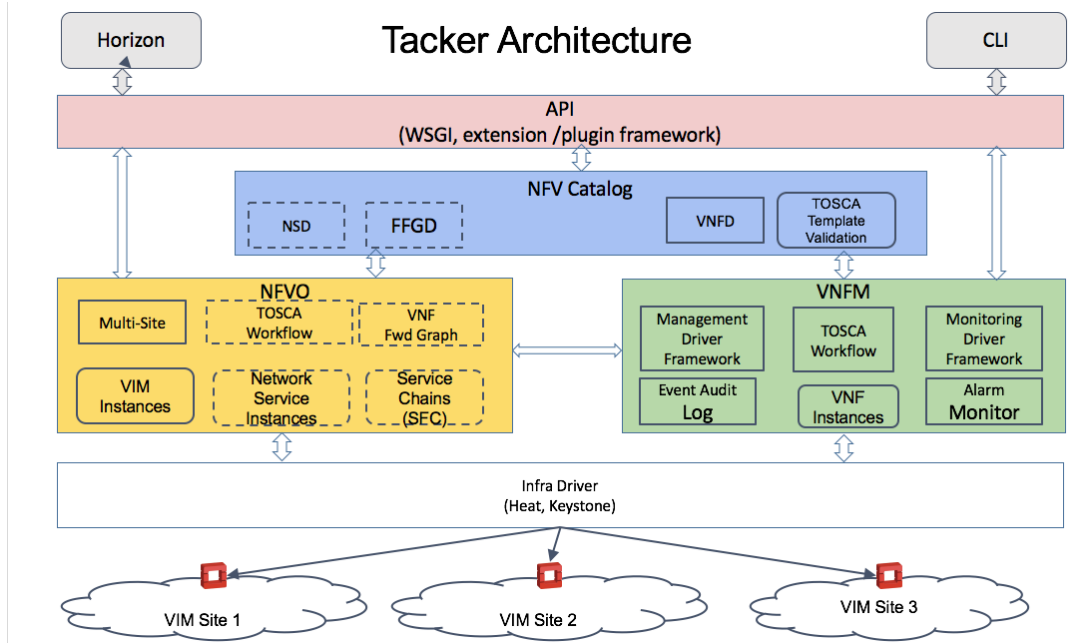 Horizon
Tacker Architecture
CLI
API
(WSGI, extension /plugin framework)
NFV Catalog
NSD
FFGD
VNFD
TOSCA
Template
Validation
NFVO
Multi-Site
TOSCA
Workflow
VNF
Fwd Graph
VIM
Instances
Network
Service
Instances
Service
Chains
(SFC)
VNFM
Management
Driver
Framework
TOSCA
Workflow
Monitoring
Driver
Framework
Event Audit
Log
VNF
Instances
Alarm
Monitor
Infra Driver
(Heat, Keystone)
VIM Site 1
VIM Site 2
VIM Site 3